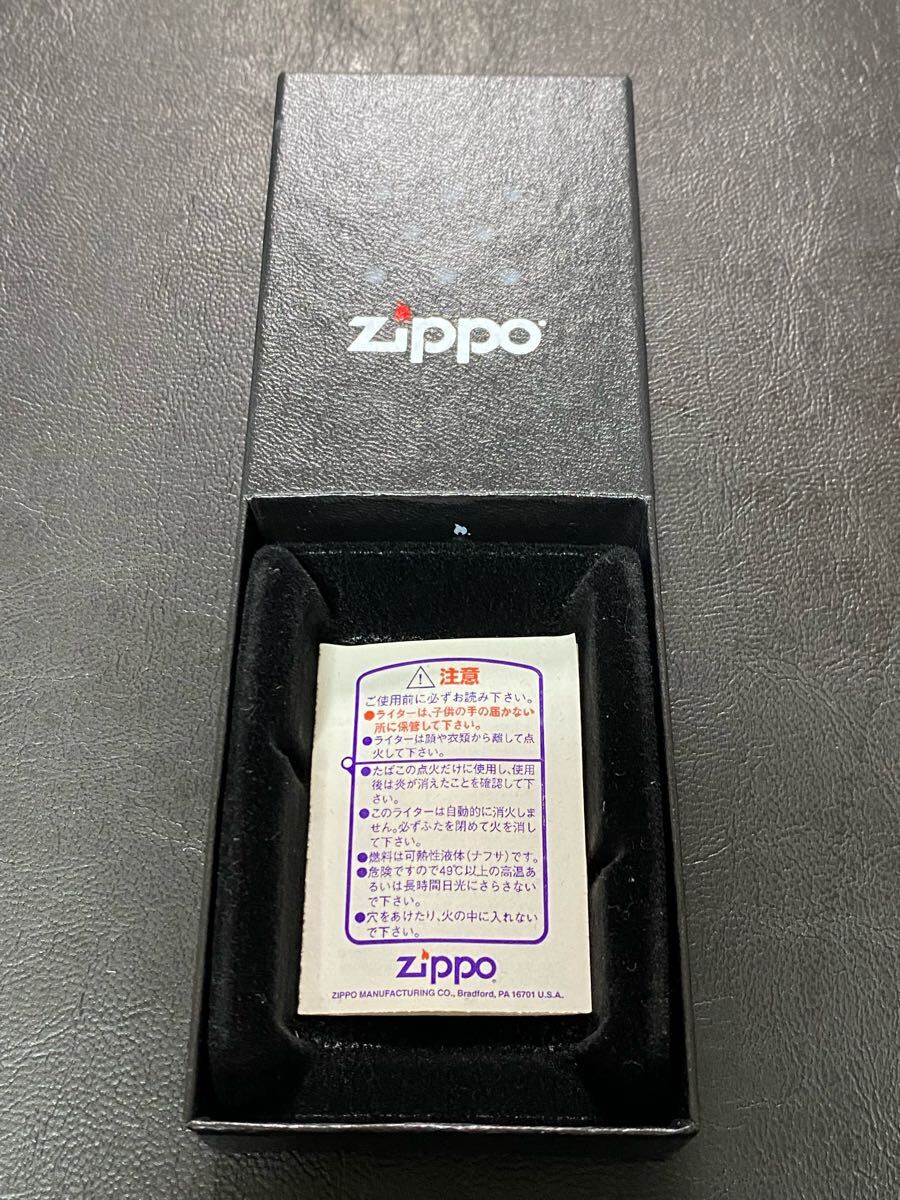 zippo
注意
ご使用前に必ずお読み下さい。
●ライターは、子供の手の届かない
所に保管して下さい。
●ライターは顔や衣類から離して点
火して下さい。
●たばこの点火だけに使用し、使用
後は炎が消えたことを確認して下
さい。
●このライターは自動的に消火しま
せん。必ずふたを閉めて火を消し
て下さい。
●燃料は可熱性液体(ナフサ)です。
●危険ですので49℃以上の高温あ
るいは長時間日光にさらさない
で下さい。
●穴をあけたり、火の中に入れない
で下さい。
zippo
ZIPPO MANUFACTURING CO., Bradford, PA 16701 U.S.A.